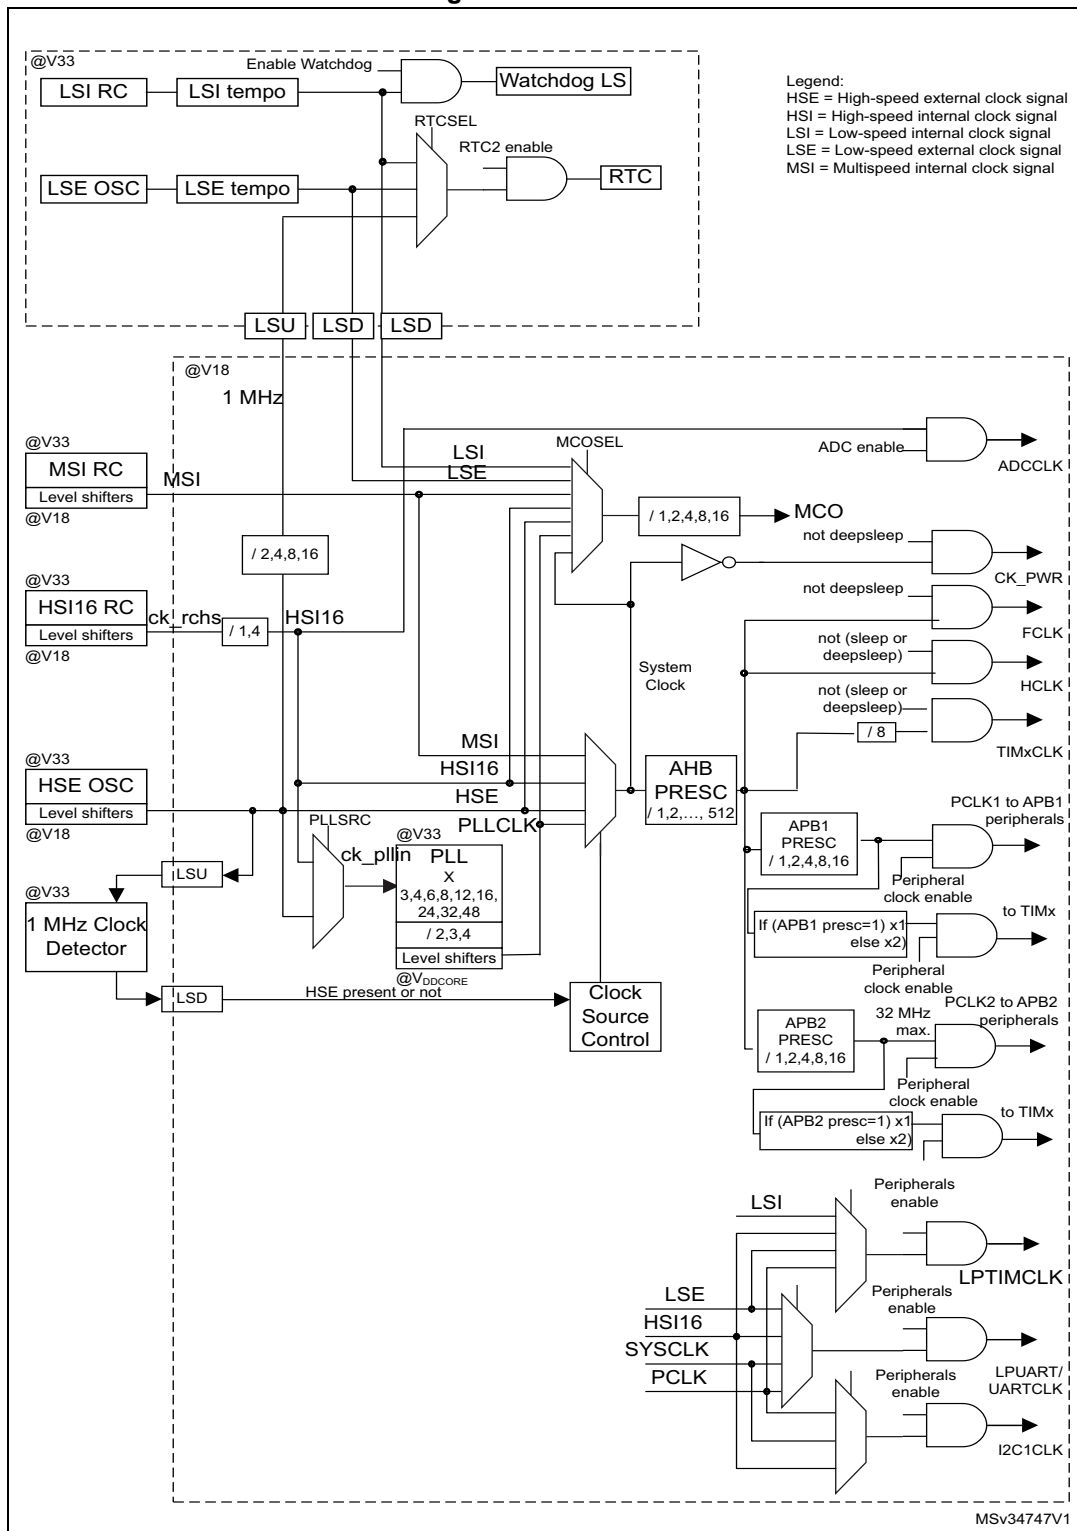 @V33
Enable Watchdog
LSI RC
LSI tempo
Watchdog LS
Legend:
HSE = High-speed external clock signal
HSI = High-speed internal clock signal
LSI = Low-speed internal clock signal
LSE = Low-speed external clock signal
MSI = Multispeed internal clock signal
RTCSEL
RTC2 enable
LSE OSC
LSE tempo
RTC
LSU
LSD
LSD
@V18
1 MHz
@V33
MSI RC
Level shifters
@V18
MSI
LSI
LSE
MCOSEL
ADC enable
ADCCLK
/ 1,2,4,8,16
MCO
/ 2,4,8,16
not deepsleep
CK_PWR
@V33
HSI16 RC
Level shifters
@V18
ck_rchs
/ 1,4
HSI16
not deepsleep
FCLK
System
Clock
not (sleep or
deepsleep)
HCLK
not (sleep or
deepsleep)
/ 8
TIMxCLK
MSI
HSI16
HSE
PLLCLK
@V33
HSE OSC
Level shifters
@V18
AHB
PRESC
/ 1,2,..., 512
PLLSRC
ck_pllin
@V33
PLL
X
3,4,6,8,12,16,
24,32,48
/ 2,3,4
Level shifters
@VDDCORE
PCLK1 to APB1
peripherals
APB1
PRESC
/ 1,2,4,8,16
Peripheral
clock enable
LSU
@V33
1 MHz Clock
Detector
LSD
HSE present or not
Clock
Source
Control
If (APB1 presc=1) x1
else x2)
to TIMx
Peripheral
clock enable
PCLK2 to APB2
peripherals
32 MHz
max.
APB2
PRESC
/ 1,2,4,8,16
Peripheral
clock enable
If (APB2 presc=1) x1
else x2)
to TIMx
Peripherals
enable
LSI
LPTIMCLK
LSE
HSI16
SYSCLK
PCLK
Peripherals
enable
LPUART/
UARTCLK
Peripherals
enable
I2C1CLK
MSv34747V1